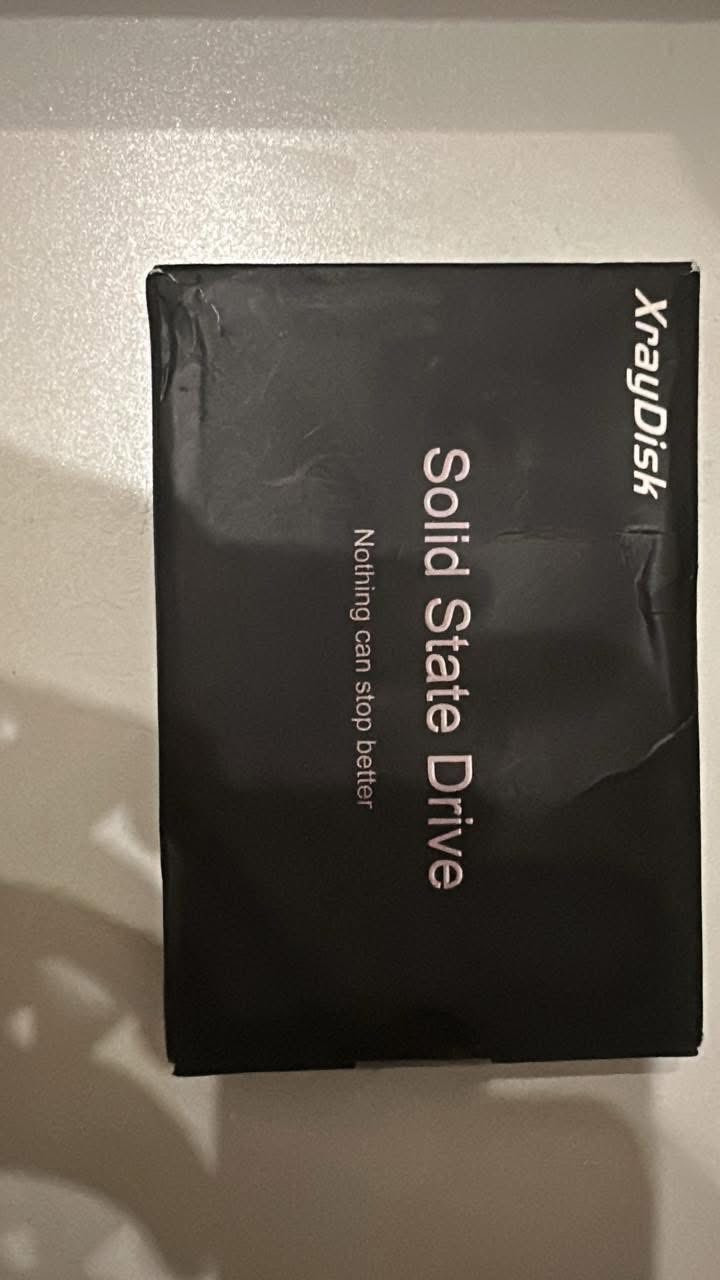 XrayDisk
Solid State Drive
Nothing can stop better